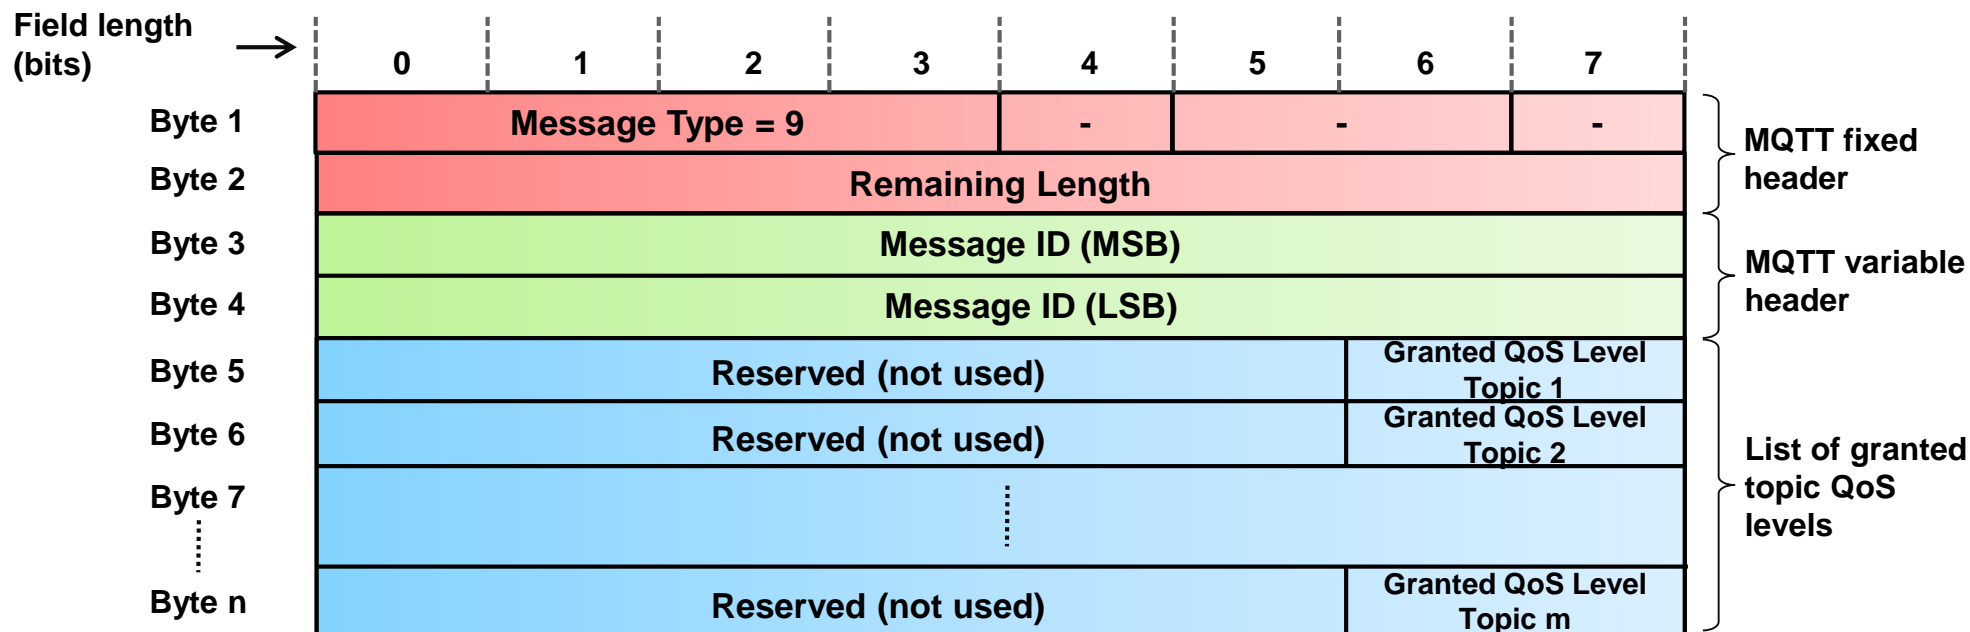 Field length
(bits)
0 1 2 3 4 5 6 7
Byte 1
Message Type = 9
-
-
-
MQTT fixed
header
Byte 2
Remaining Length
Byte 3
Message ID (MSB)
MQTT variable
header
Byte 4
Message ID (LSB)
Byte 5
Reserved (not used)
Granted QoS Level
Topic 1
Byte 6
Reserved (not used)
Granted QoS Level
Topic 2
List of granted
topic QoS
levels
Byte 7
Byte n
Reserved (not used)
Granted QoS Level
Topic m